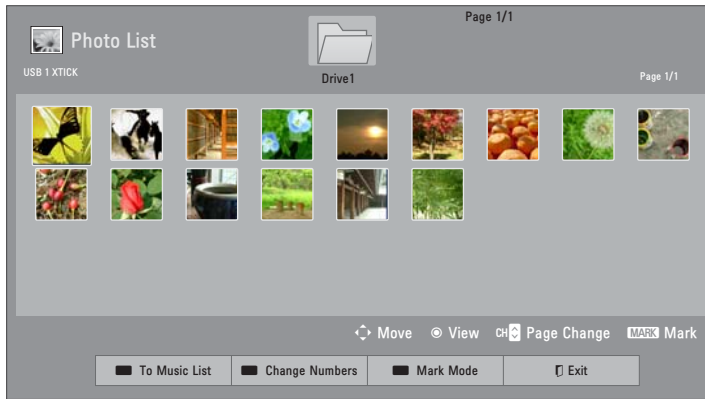 Page 1/1
Photo List
USB 1 XTICK
Drive1
Page 1/1
Move View CH Page Change MARK Mark
To Music List Change Numbers Mark Mode Exit